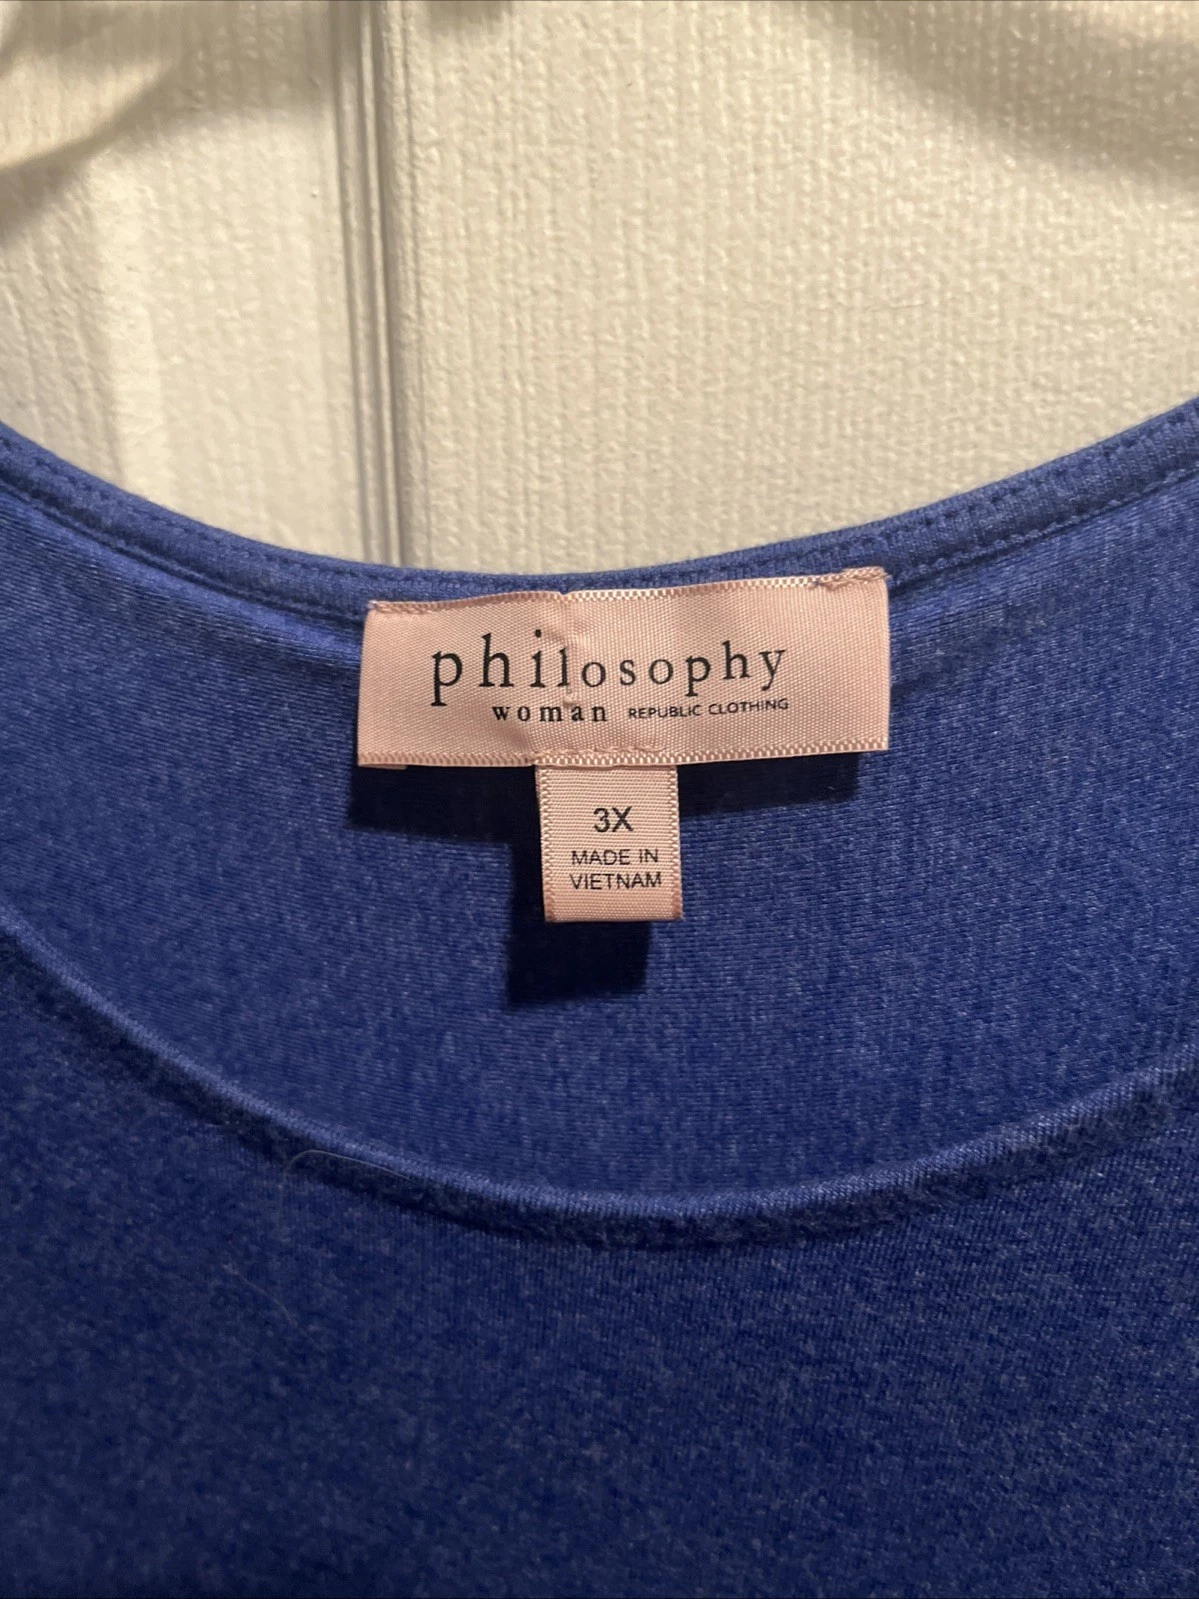 philosophy
woman REPUBLIC CLOTHING
3X
MADE IN
VIETNAM